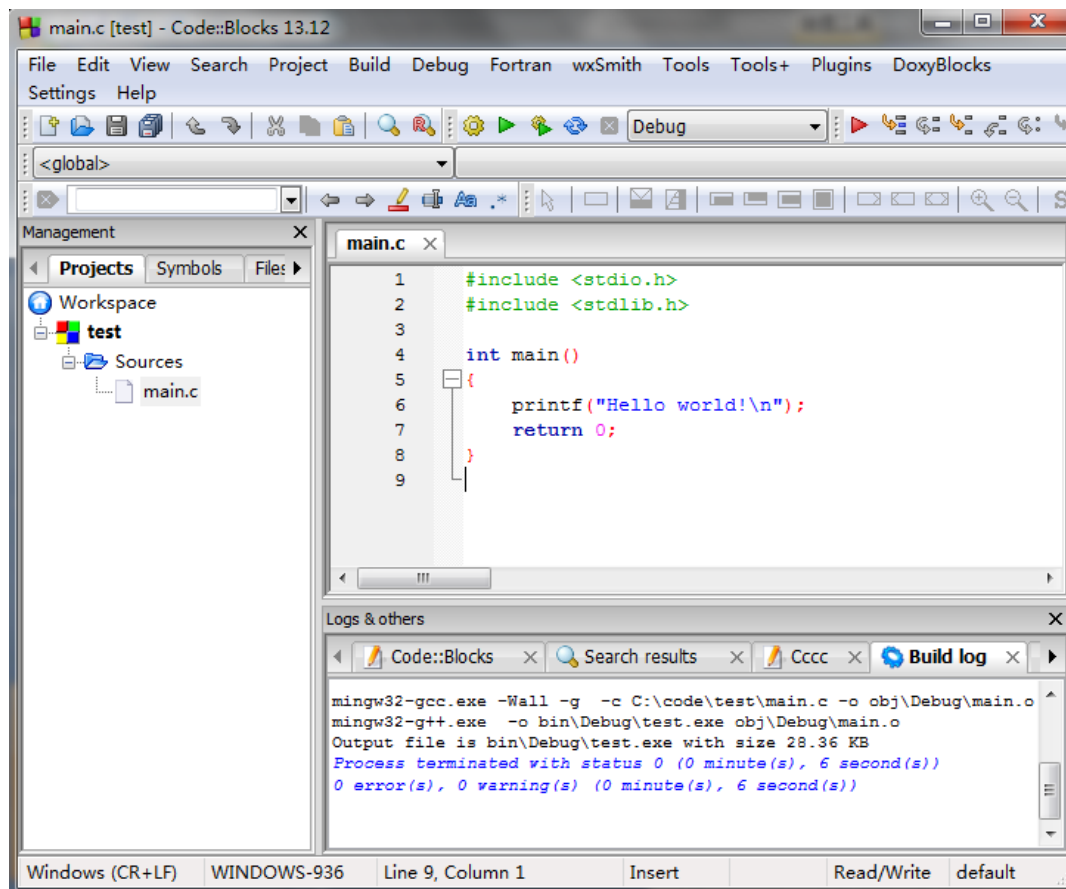 main.c [test] - Code::Blocks 13.12
File Edit View Search Project Build Debug Fortran wxSmith Tools Tools+ Plugins DoxyBlocks
Settings Help
Debug
<global>
S
Management
Projects Symbols Files
Workspace
test
Sources
main.c
main.c
1 #include <stdio.h>
2 #include <stdlib.h>
3
4 int main()
5 {
6 printf("Hello world!\n");
7 return 0;
8 }
9
Logs & others
Code::Blocks Search results Cccc Build log
mingw32-gcc.exe -Wall -g -c C:\code\test\main.c -o obj\Debug\main.o
mingw32-g++.exe -o bin\Debug\test.exe obj\Debug\main.o
Output file is bin\Debug\test.exe with size 28.36 KB
Process terminated with status 0 (0 minute(s), 6 second(s))
0 error(s), 0 warning(s) (0 minute(s), 6 second(s))
Windows (CR+LF) WINDOWS-936 Line 9, Column 1 Insert Read/Write default